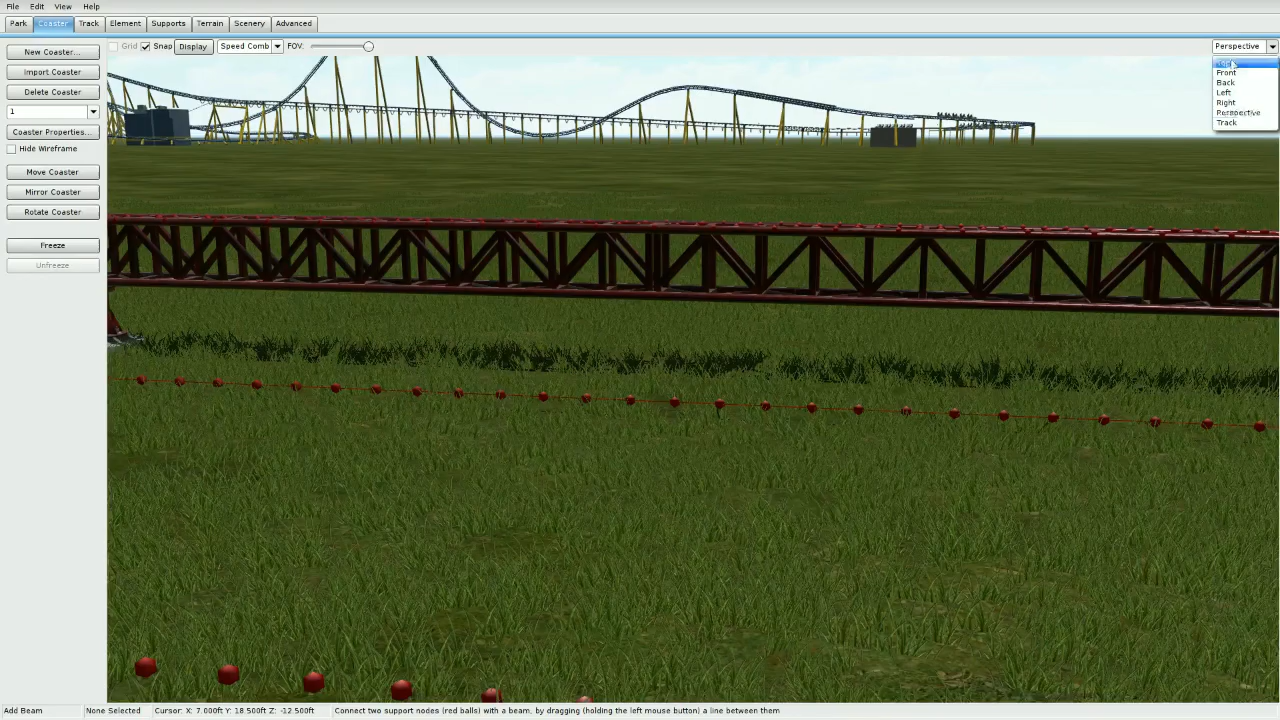 File Edit View Help
Park Coaster Track Element Supports Terrain Scenery Advanced
New Coaster... Grid Snap Display Speed Comb FOV: Perspective
Import Coaster
Front
Back
Delete Coaster Left
1 Right
Perspective
Track
Coaster Properties...
Hide Wireframe
Move Coaster
Mirror Coaster
Rotate Coaster
Freeze
Unfreeze
Add Beam None Selected Cursor: X: 7.000ft Y: 18.500ft Z: -12.500ft Connect two support nodes (red balls) with a beam, by dragging (holding the left mouse button) a line between them